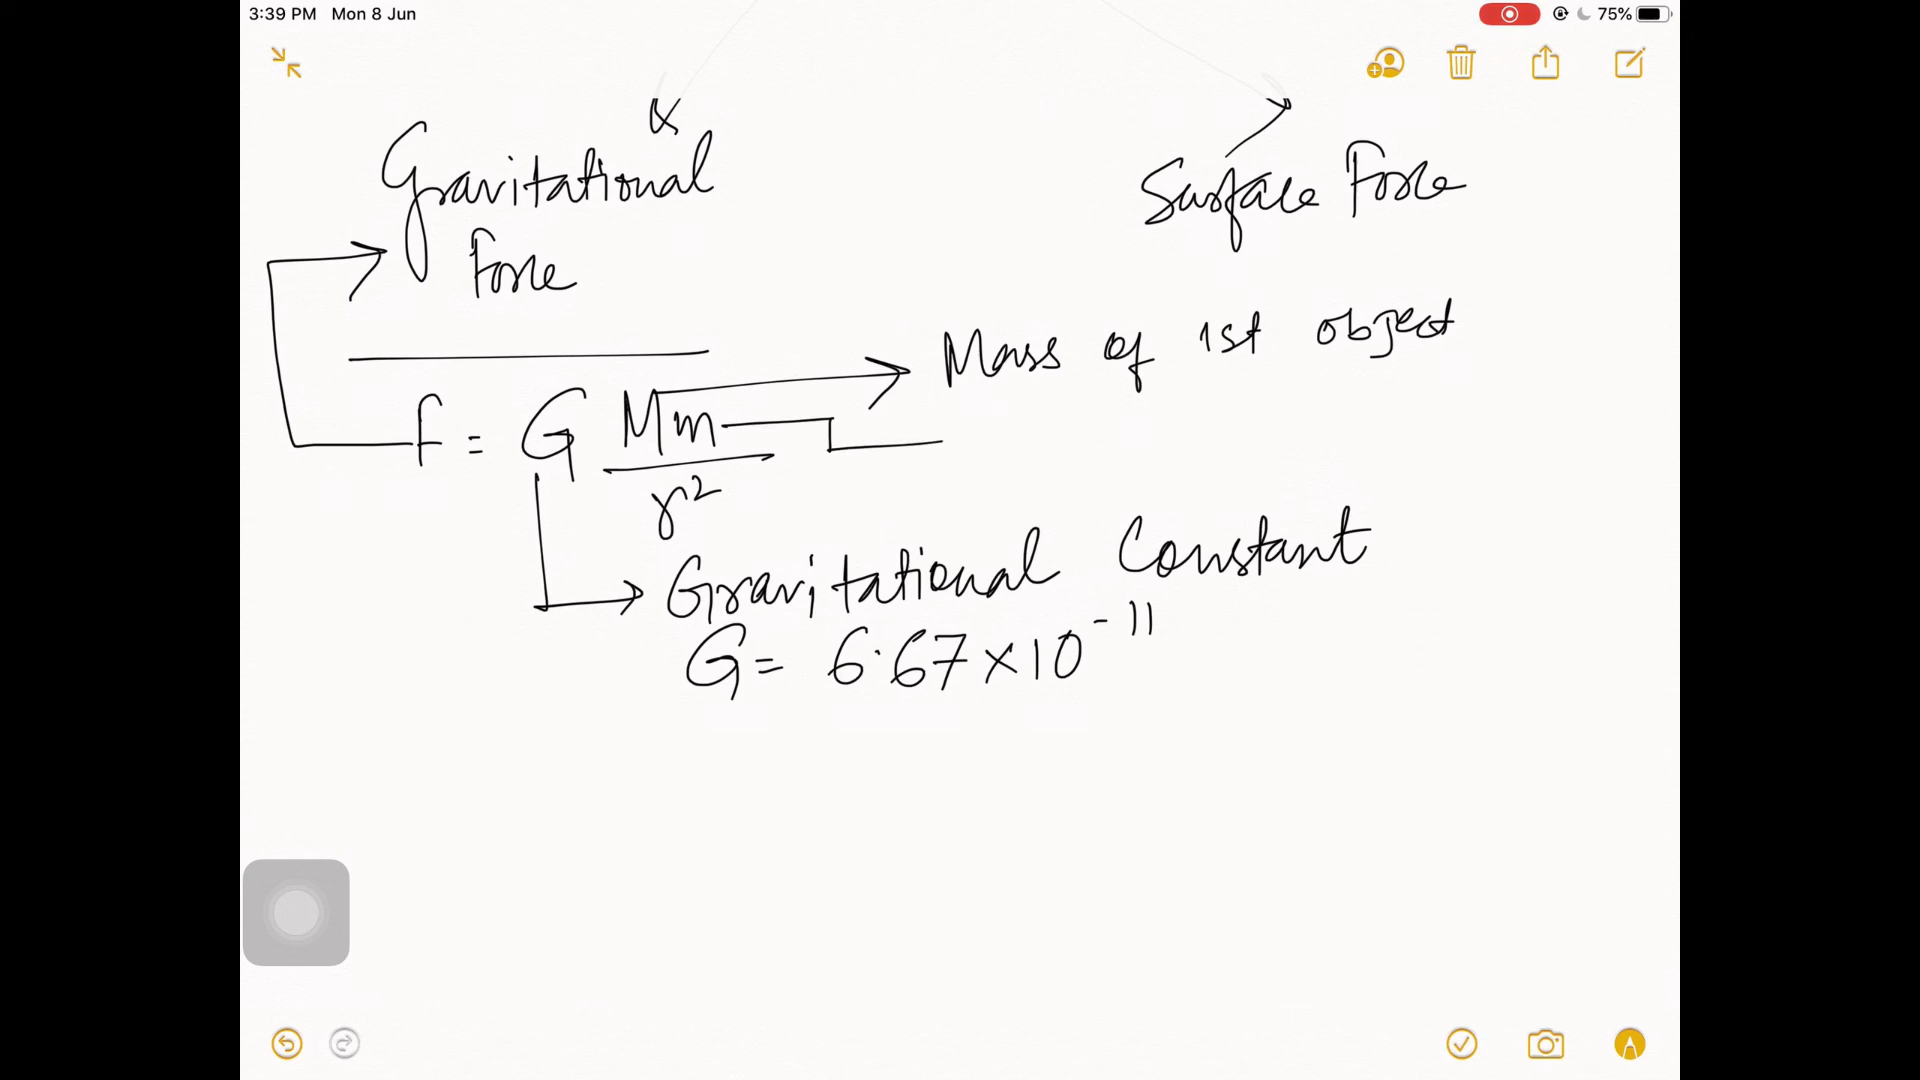 3:39 PM Mon 8 Jun
75%
Gravitational
Force
Surface Force
Mass of 1st object
f = G Mm
r²
Gravitational Constant
G = 6.67×10⁻¹¹